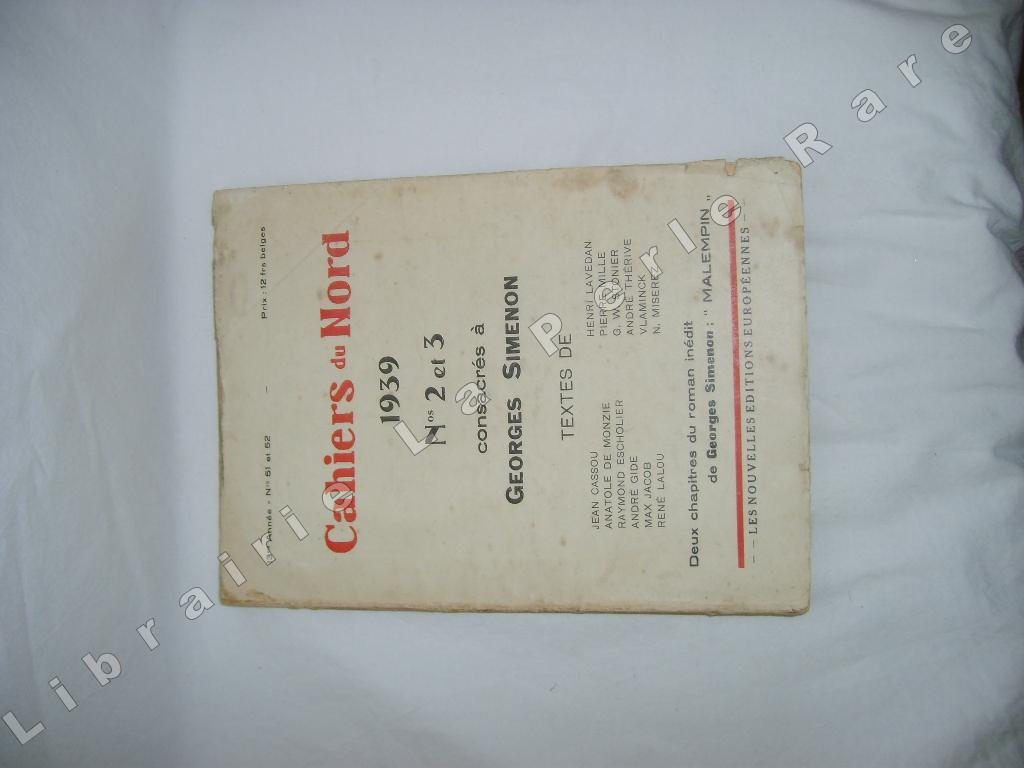 Année - Nos 51 et 52 - Prix : 12 frs belges
Cahiers du Nord
1939
Nos 2 et 3
consacrés à
GEORGES SIMENON
TEXTES DE
JEAN CASSOU
ANATOLE DE MONZIE
RAYMOND ESCHOLIER
ANDRÉ GIDE
MAX JACOB
RENÉ LALOU
HENRI LAVEDAN
PIERRE MILLE
G. W.
ANDRÉ THÉRIVE
VLAMINCK
N. MISEREZ
Deux chapitres du roman inédit
de Georges Simenon : " MALEMPIN "
-- LES NOUVELLES EDITIONS EUROPÉENNES --
Librairie La Perle Rare